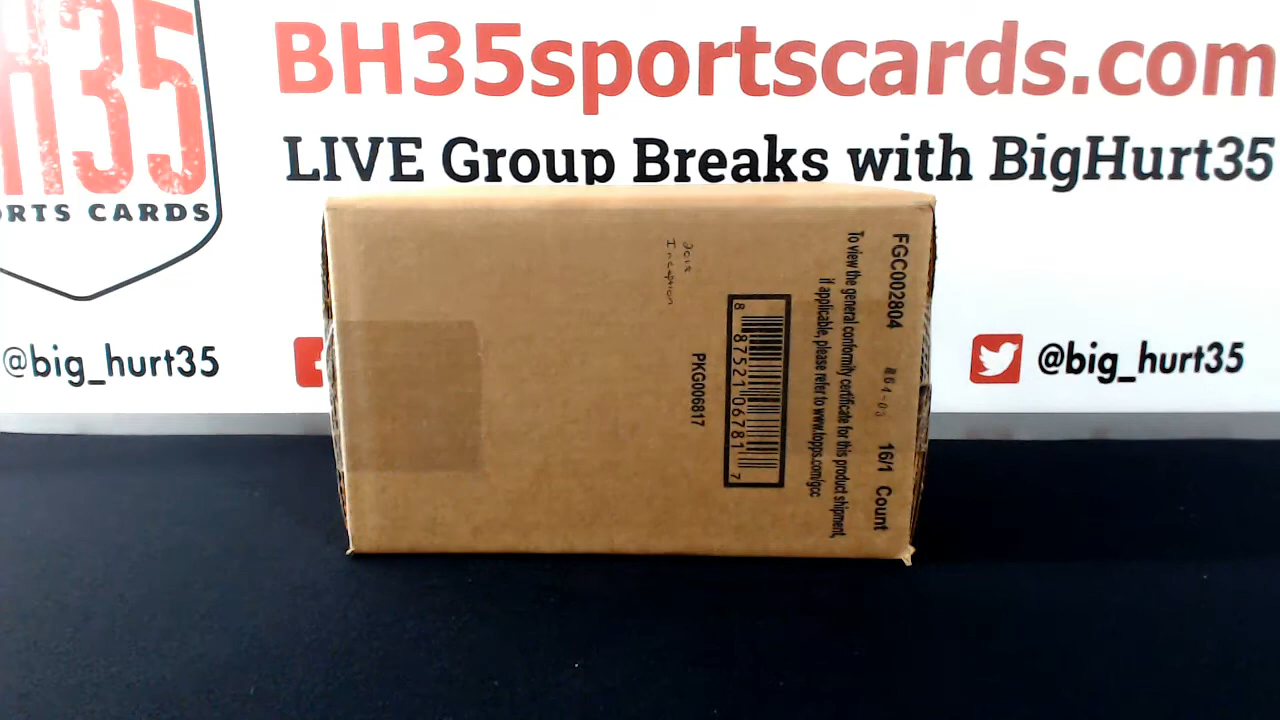 BH35sportscards.com
LIVE Group Breaks with BigHurt35
H35
RTS CARDS
@big_hurt35
@big_hurt35
FGC002804
16/1 Count
To view the general conformity certificate for this product shipment,
if applicable, please refer to www.topps.com/gcc
8 87521 06781 7
PKG006817
Inception